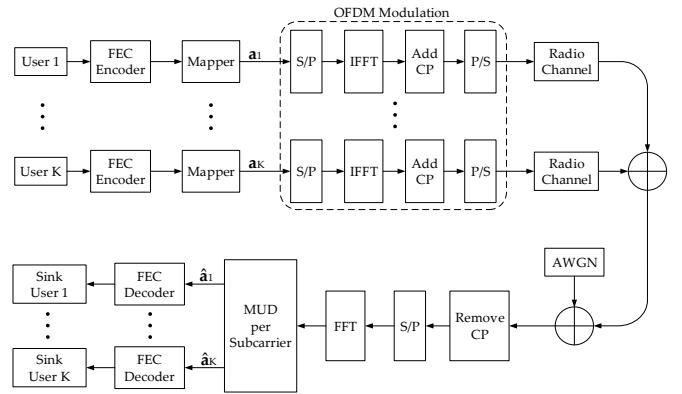 OFDM Modulation
User 1
FEC
Encoder
Mapper
a1
S/P
IFFT
Add
CP
P/S
Radio
Channel
User K
FEC
Encoder
Mapper
aK
S/P
IFFT
Add
CP
P/S
Radio
Channel
AWGN
Sink
User 1
FEC
Decoder
â1
MUD
per
Subcarrier
FFT
S/P
Remove
CP
Sink
User K
FEC
Decoder
âK